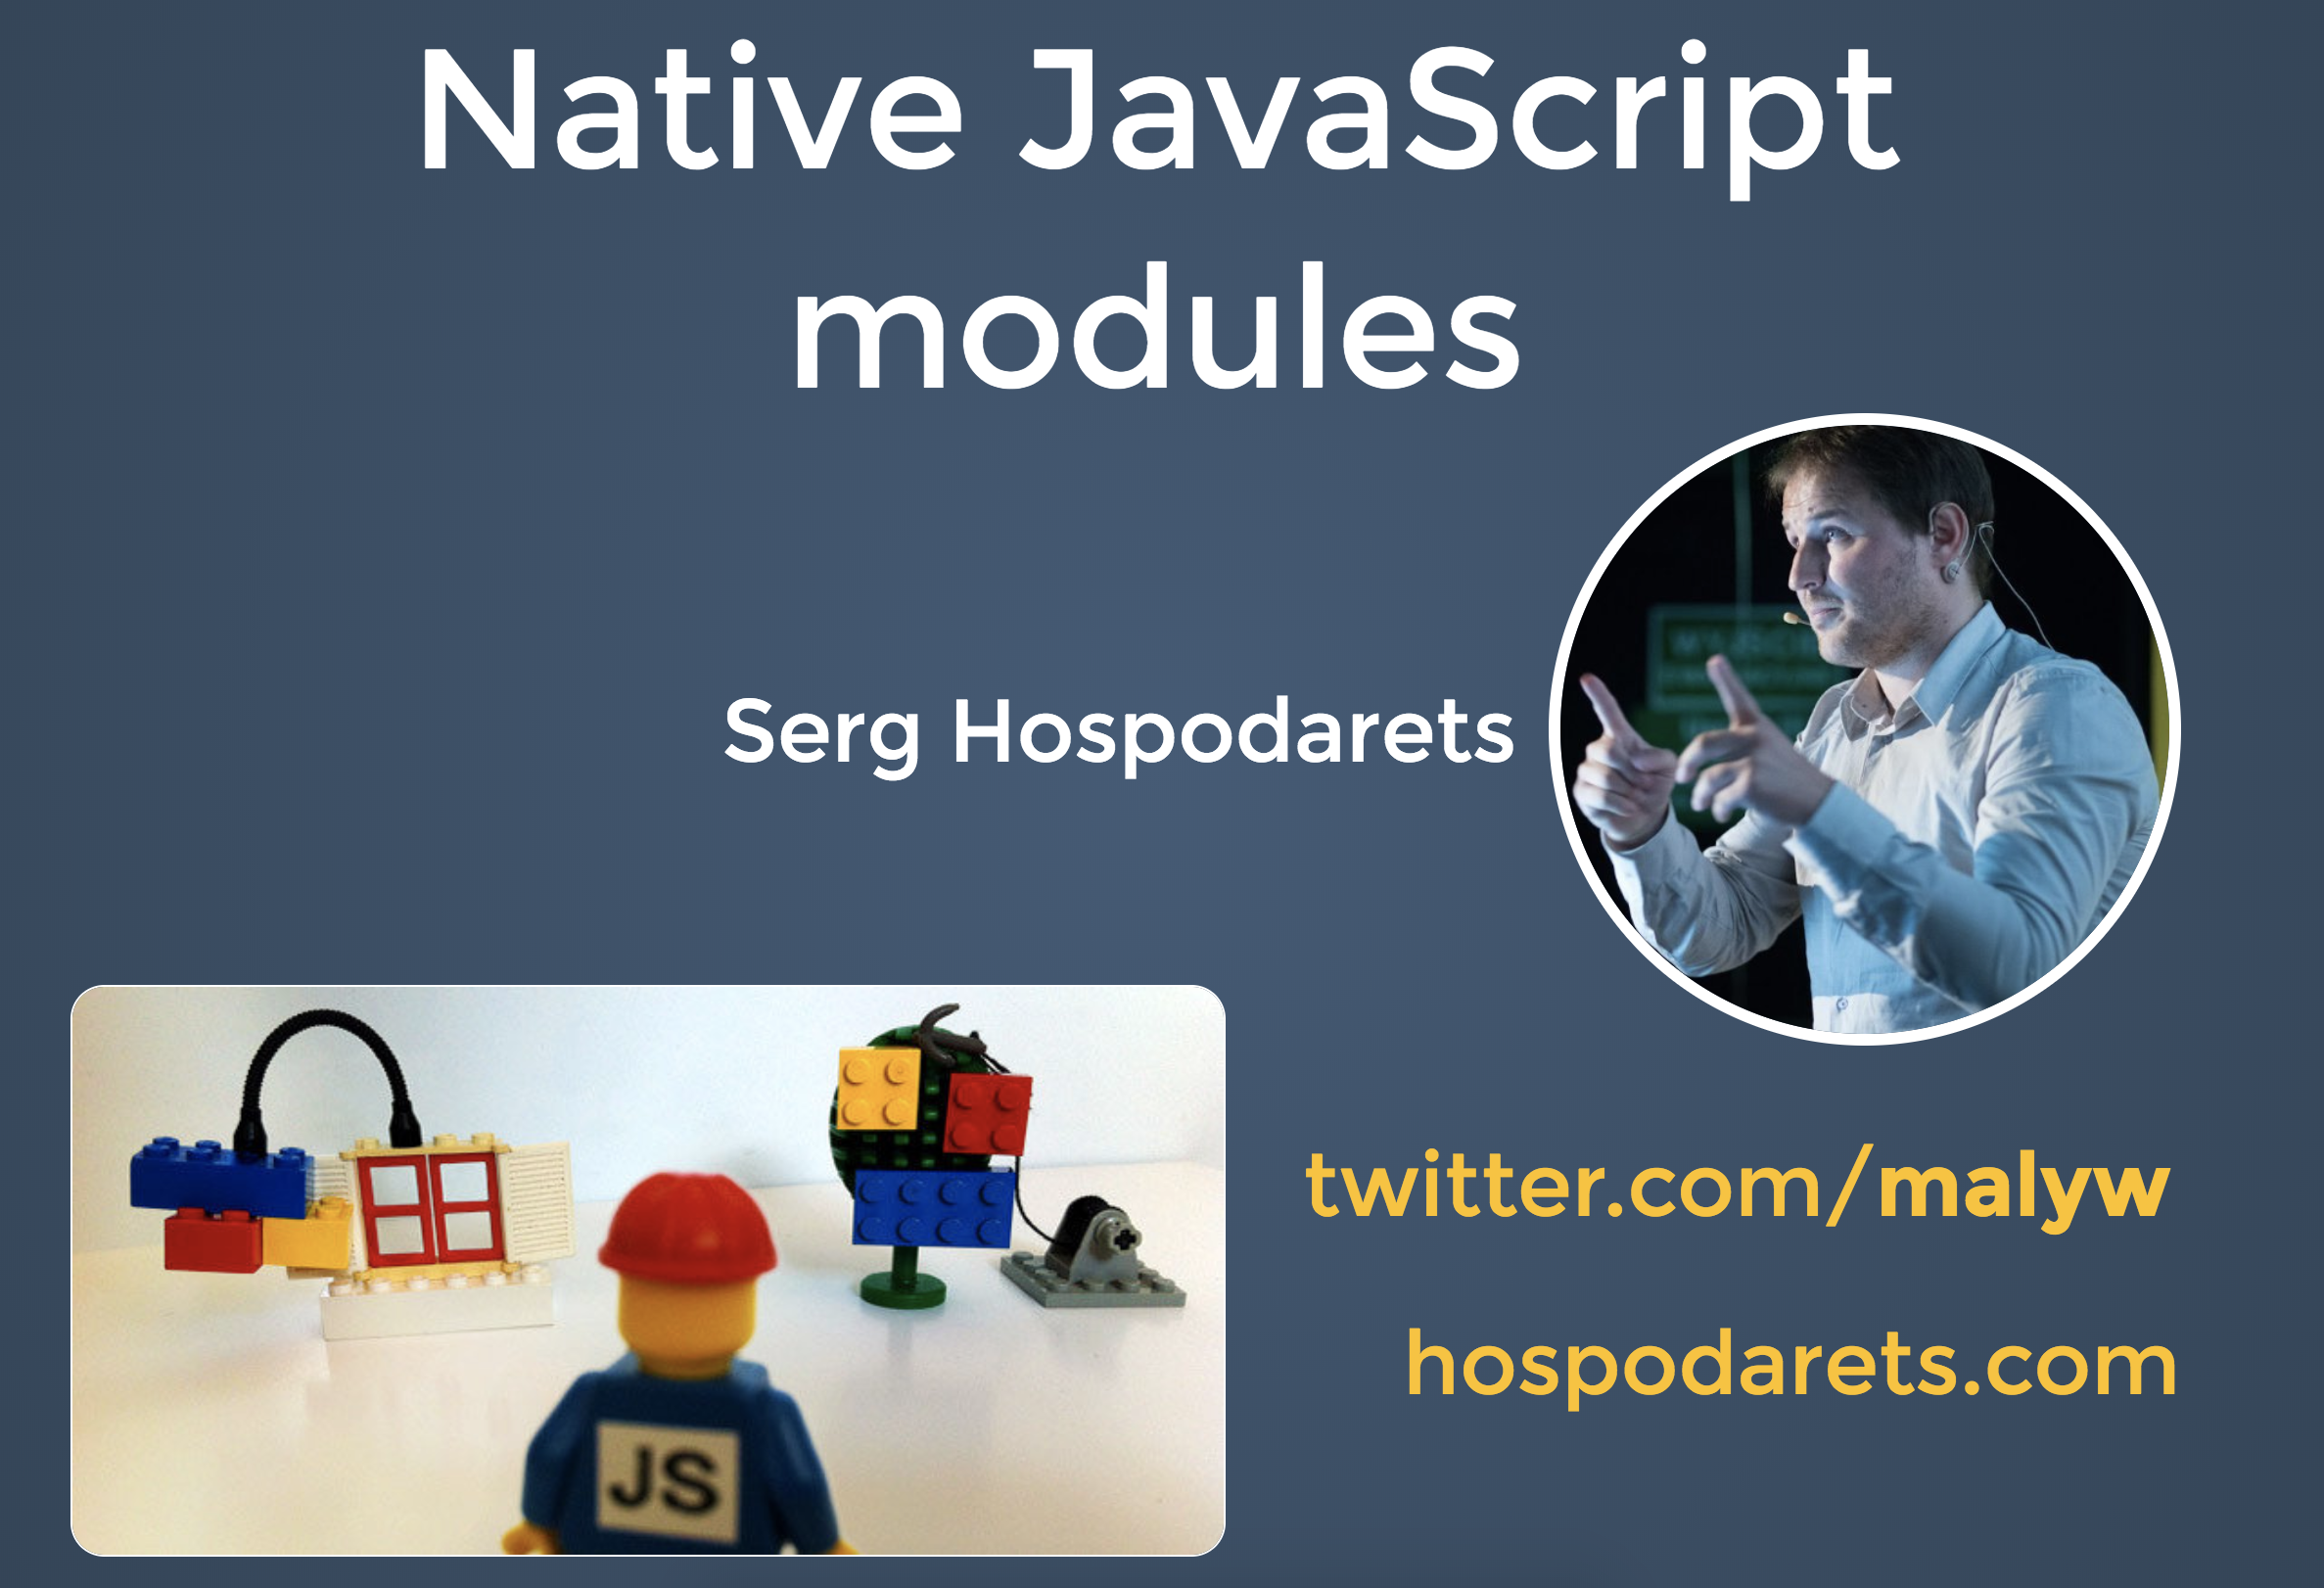 Native JavaScript
modules
Serg Hospodarets
twitter.com/malyw
hospodarets.com
JS